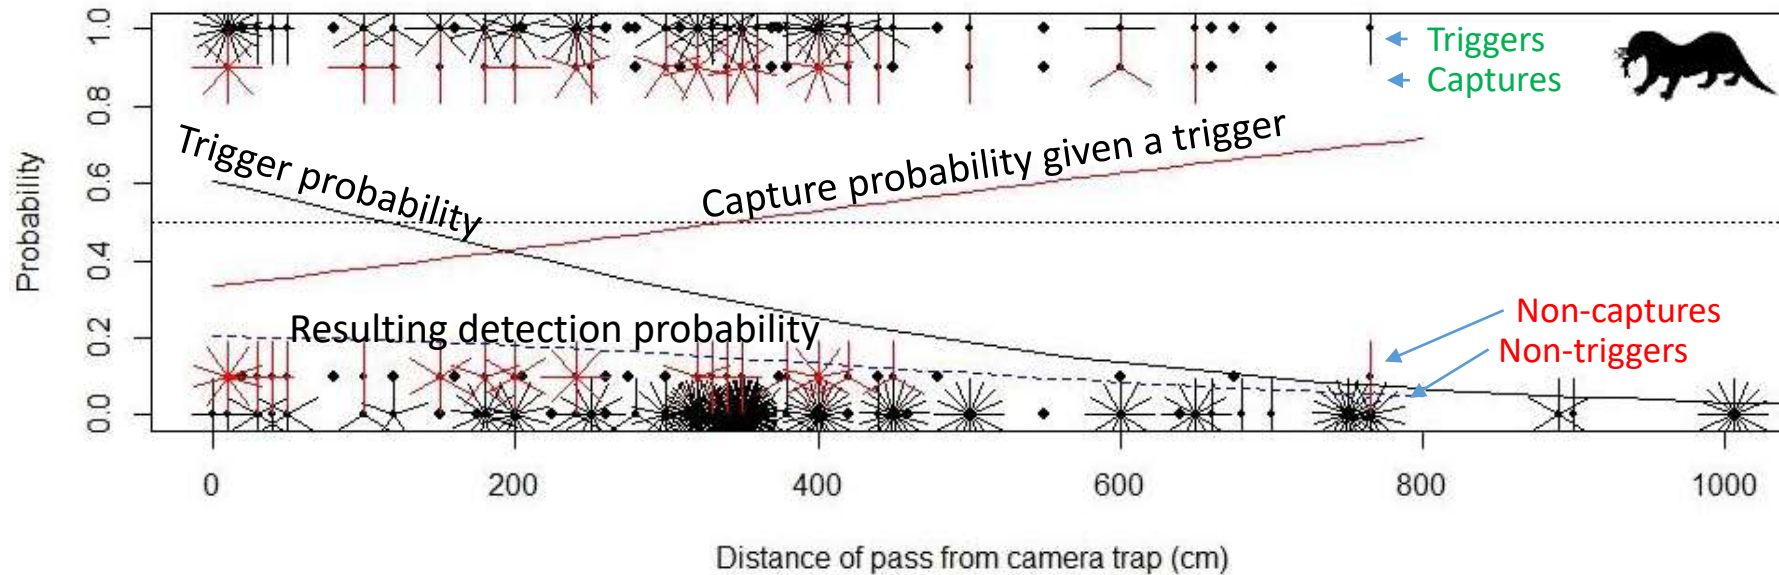 Triggers
Captures
Trigger probability
Capture probability given a trigger
Resulting detection probability
Non-captures
Non-triggers
Probability
0.0 0.2 0.4 0.6 0.8 1.0
0 200 400 600 800 1000
Distance of pass from camera trap (cm)